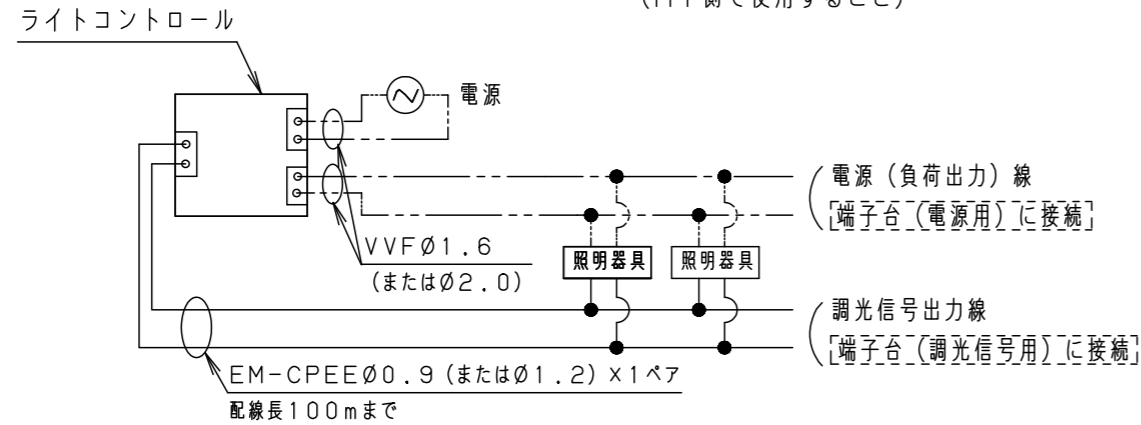 ライトコントロール
電源
電源（負荷出力）線
端子台（電源用）に接続
VVFØ1.6
（またはØ2.0）
照明器具
照明器具
調光信号出力線
端子台（調光信号用）に接続
EM-CPEEØ0.9（またはØ1.2）×1ペア
配線長100mまで